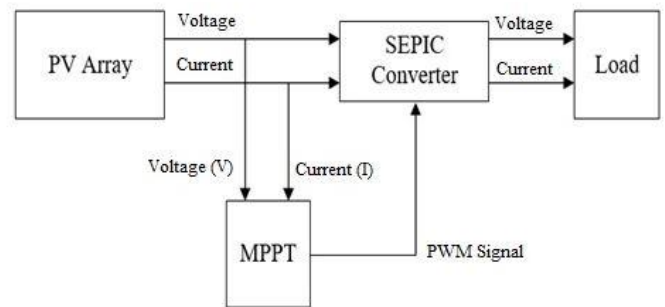 Voltage
PV Array
Current
SEPIC
Converter
Voltage
Current
Load
Voltage (V)
Current (I)
MPPT
PWM Signal